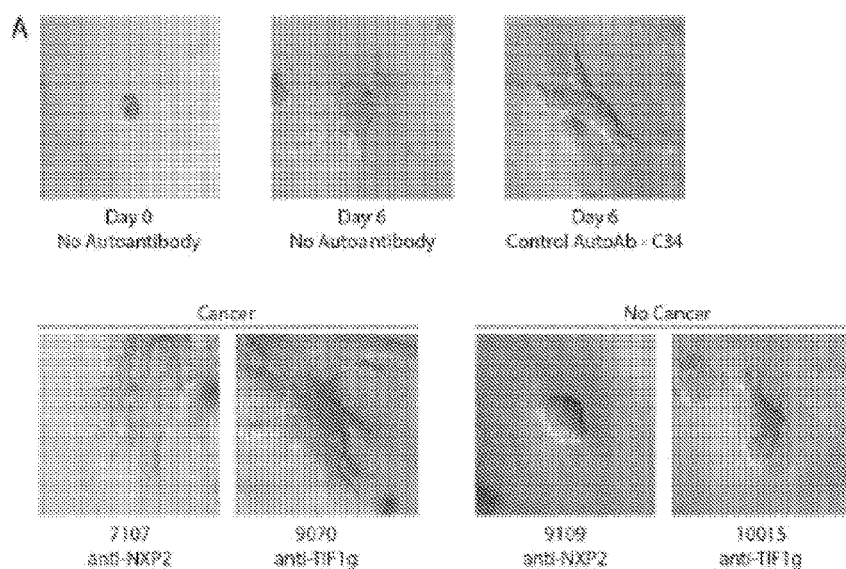 A
Day 0
No Autoantibody
Day 6
No Autoantibody
Day 6
Control AutoAb - C34
Cancer
No Cancer
7107
anti-NXP2
9070
anti-TIF1g
9109
anti-NXP2
10015
anti-TIF1g